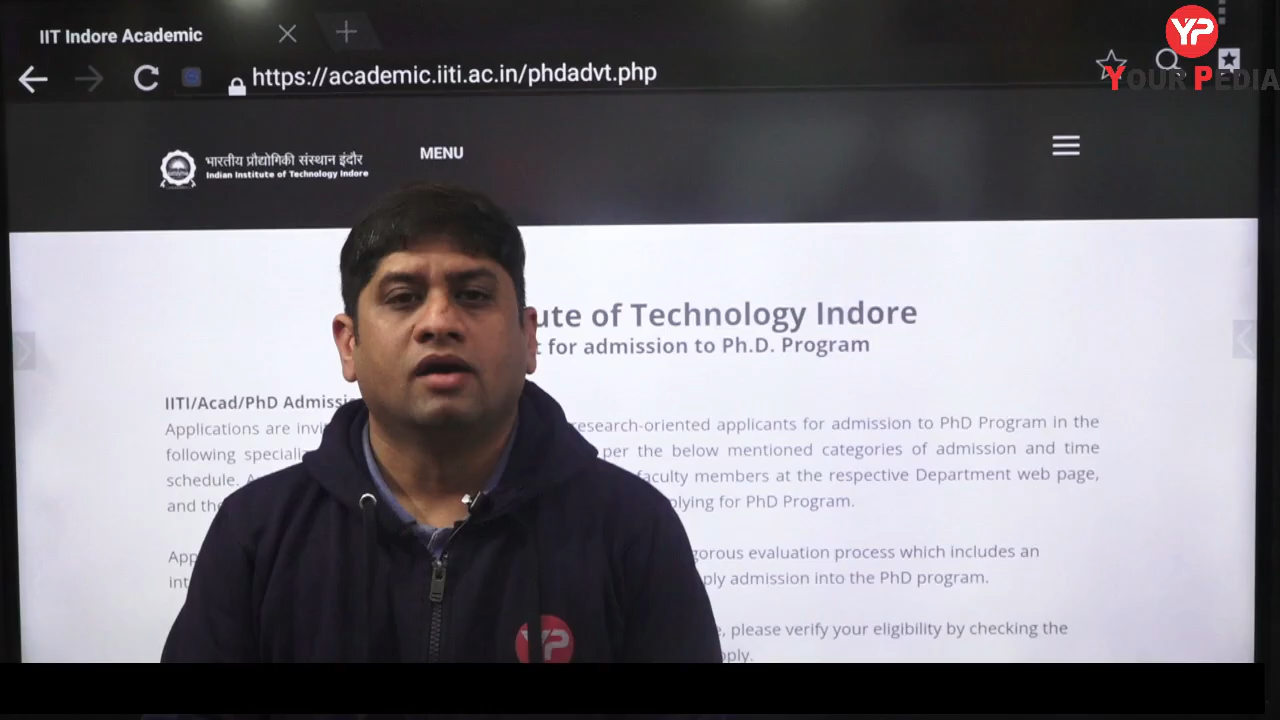 IIT Indore Academic
https://academic.iiti.ac.in/phdadvt.php
YP
YOUR PEDIA
भारतीय प्रौद्योगिकी संस्थान इंदौर
Indian Institute of Technology Indore
MENU
ute of Technology Indore
t for admission to Ph.D. Program
IITI/Acad/PhD Admissi
Applications are invi research-oriented applicants for admission to PhD Program in the
following specializa per the below mentioned categories of admission and time
schedule. A faculty members at the respective Department web page,
and the plying for PhD Program.
App gorous evaluation process which includes an
int ply admission into the PhD program.
e, please verify your eligibility by checking the
pply.
YP